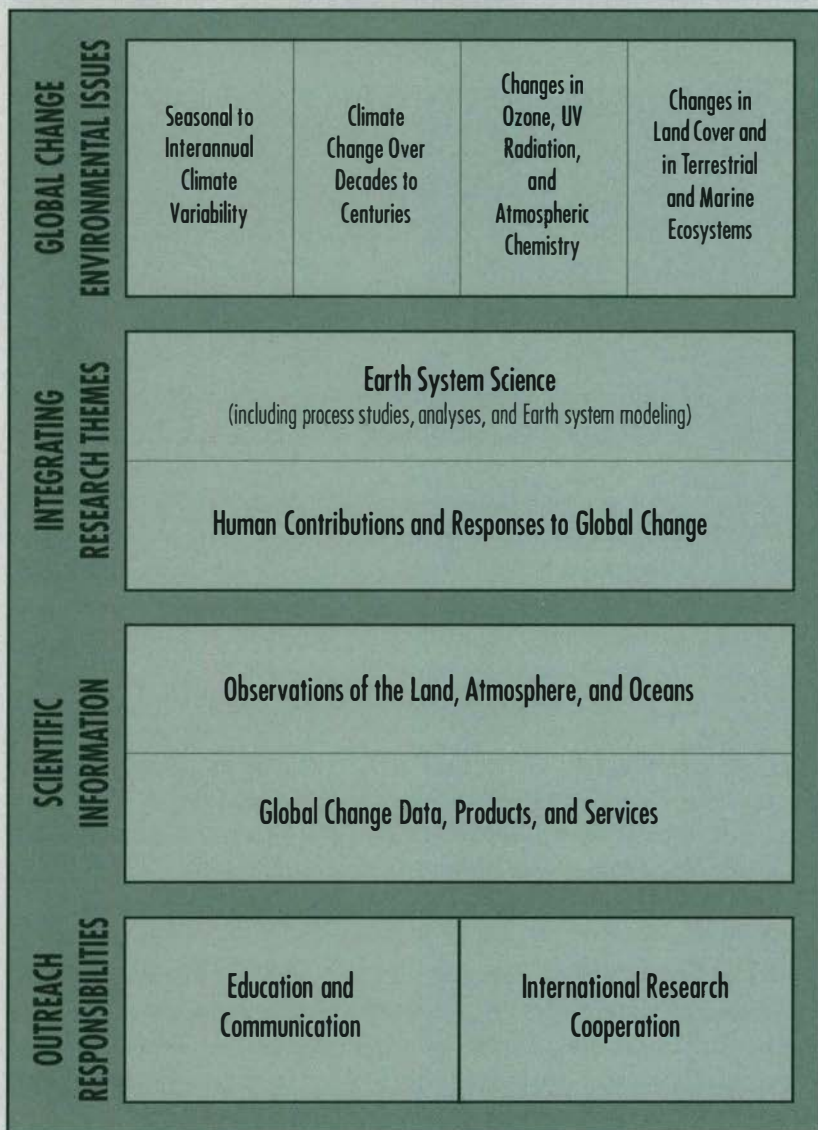 GLOBAL CHANGE
ENVIRONMENTAL ISSUES
Seasonal to
Interannual
Climate
Variability
Climate
Change Over
Decades to
Centuries
Changes in
Ozone, UV
Radiation,
and
Atmospheric
Chemistry
Changes in
Land Cover and
in Terrestrial
and Marine
Ecosystems
INTEGRATING
RESEARCH THEMES
Earth System Science
(including process studies, analyses, and Earth system modeling)
Human Contributions and Responses to Global Change
SCIENTIFIC
INFORMATION
Observations of the Land, Atmosphere, and Oceans
Global Change Data, Products, and Services
OUTREACH
RESPONSIBILITIES
Education and
Communication
International Research
Cooperation